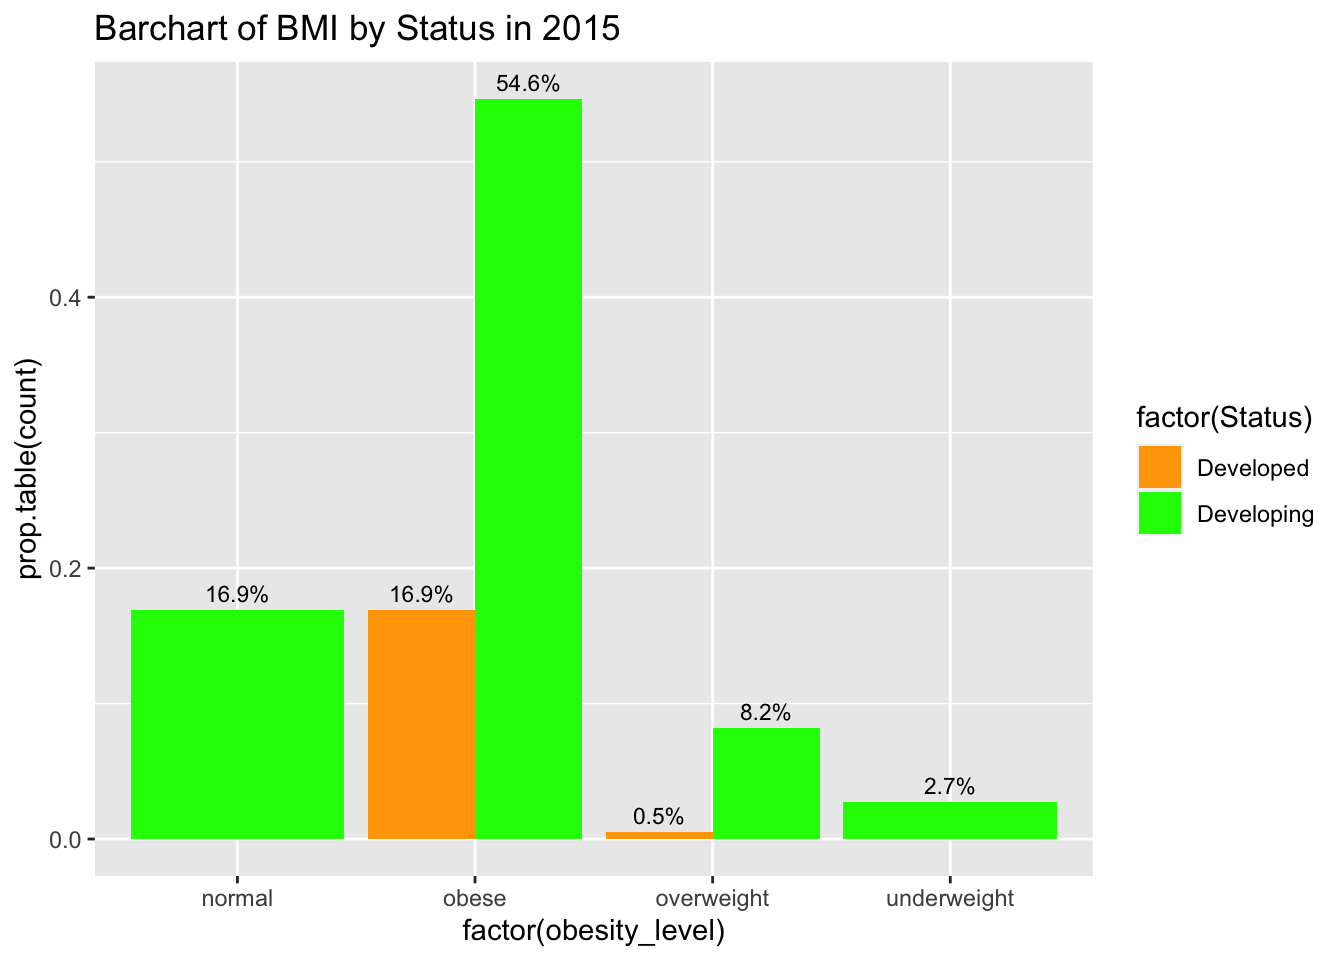 Barchart of BMI by Status in 2015
54.6%
16.9%
16.9%
8.2%
2.7%
0.5%
0.4
0.2
0.0
prop.table(count)
normal
obese
overweight
underweight
factor(obesity_level)
factor(Status)
Developed
Developing